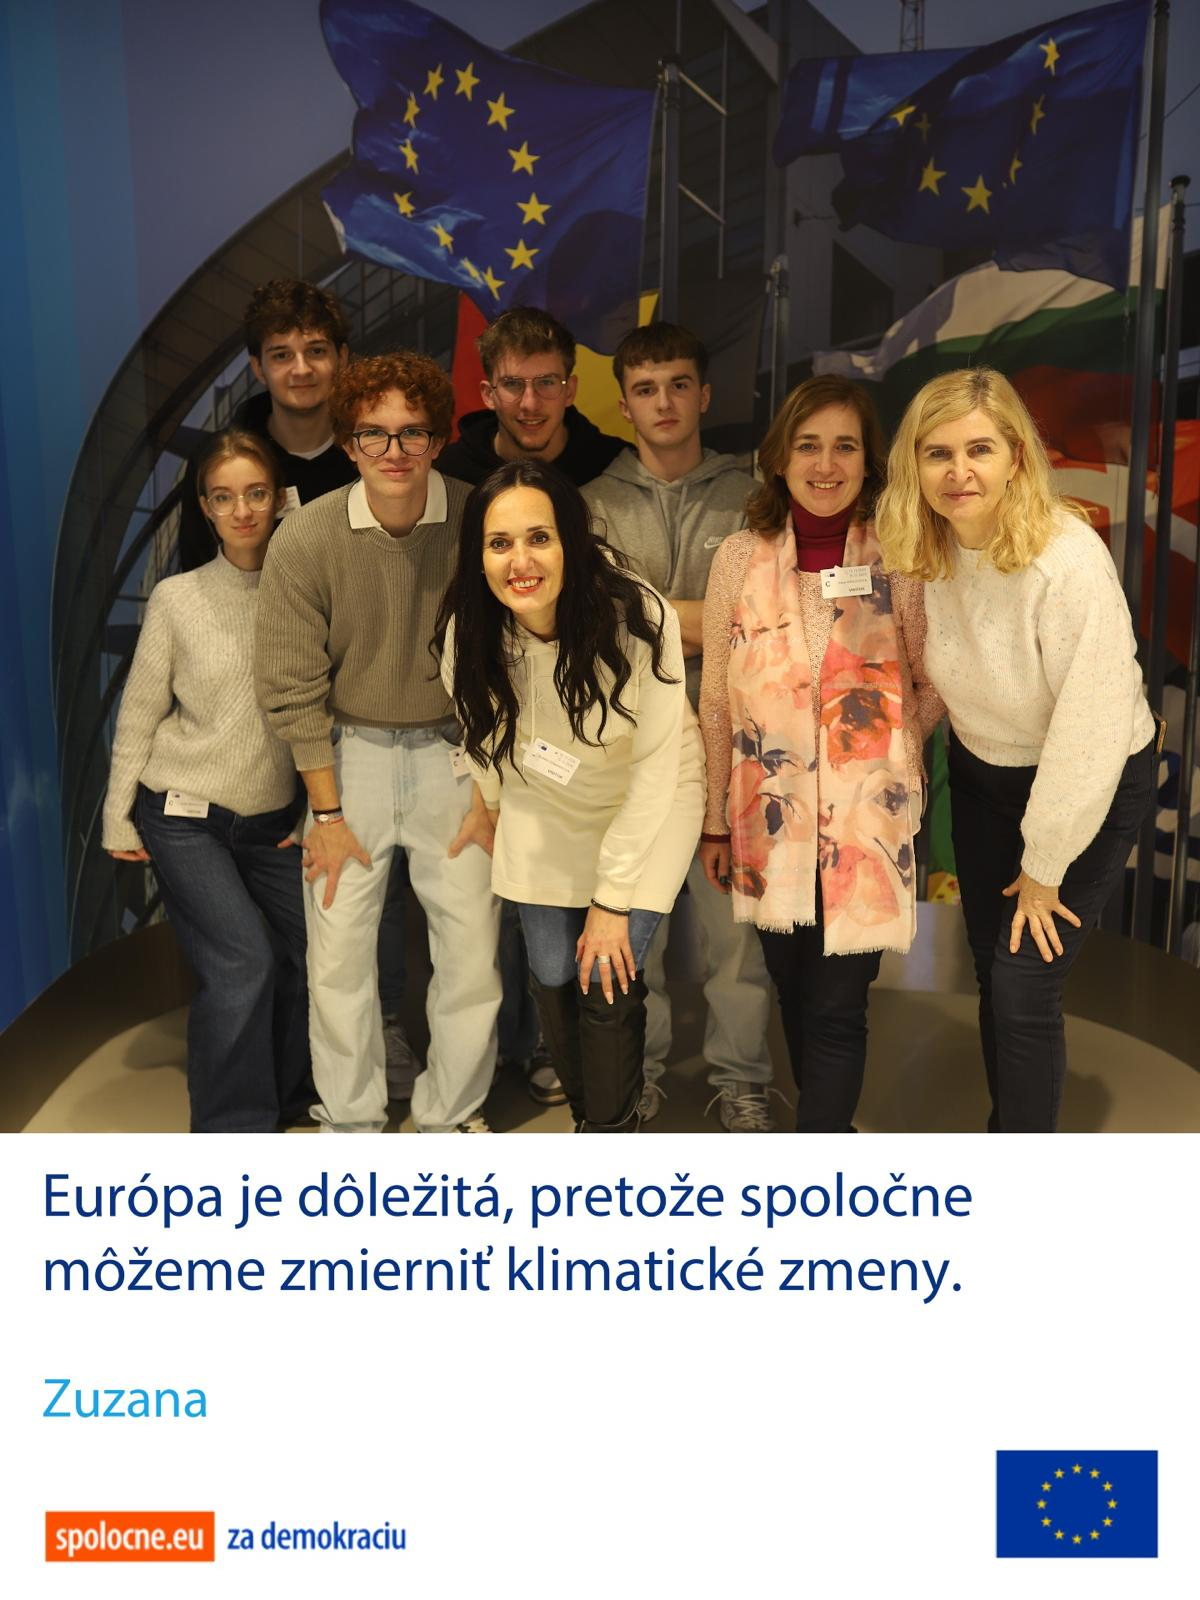 Európa je dôležitá, pretože spoločne
môžeme zmierniť klimatické zmeny.
Zuzana
spolocne.eu za demokraciu